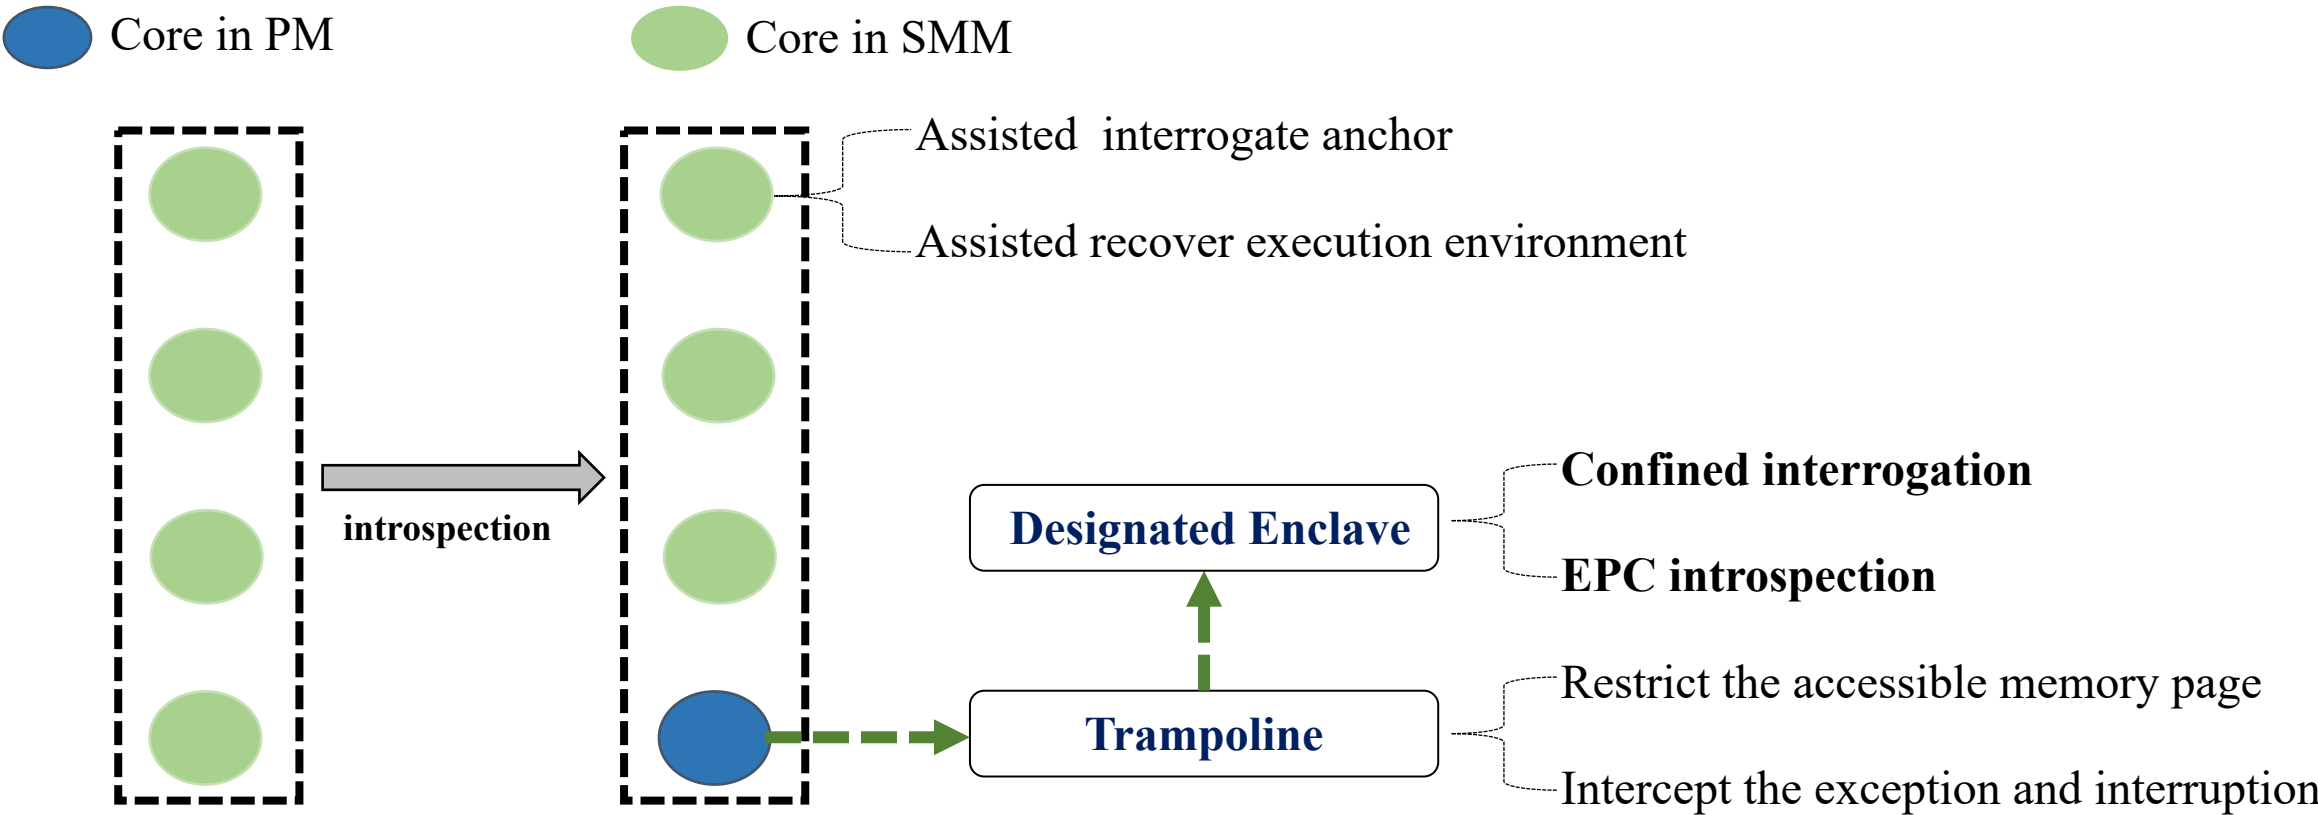 Core in PM
Core in SMM
Assisted interrogate anchor
Assisted recover execution environment
introspection
Designated Enclave
Confined interrogation
EPC introspection
Trampoline
Restrict the accessible memory page
Intercept the exception and interruption